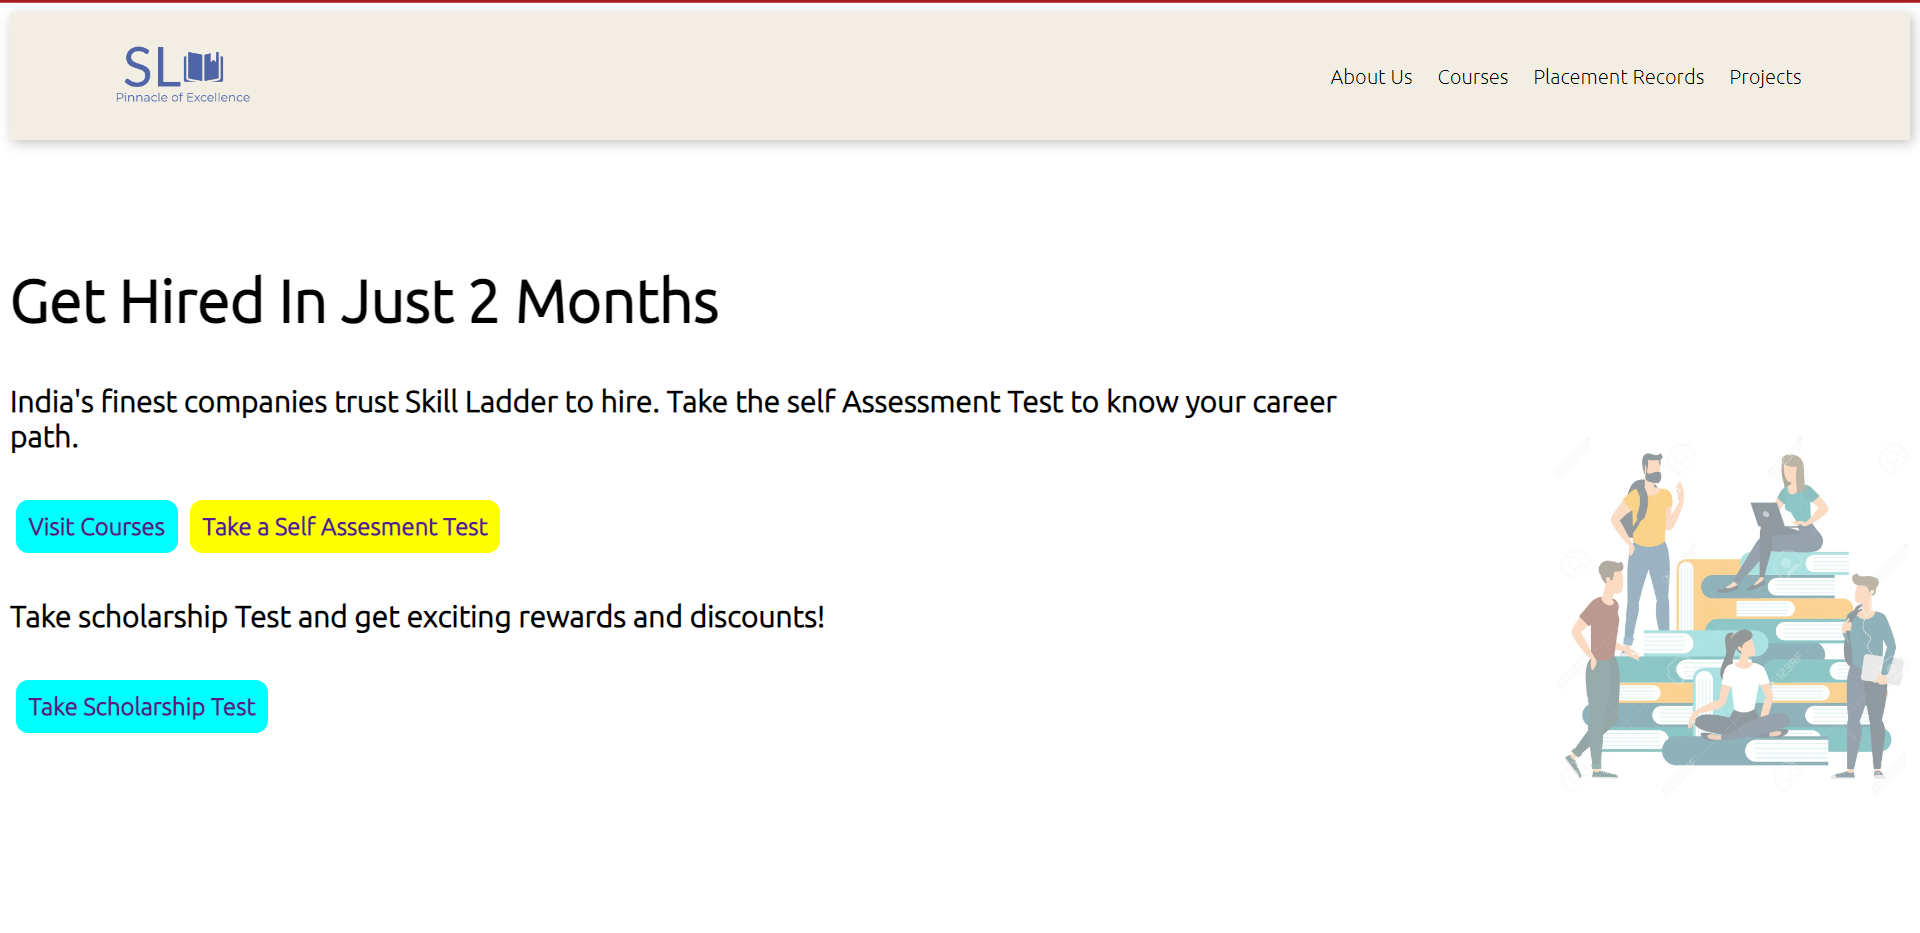 SL
Pinnacle of Excellence
About Us Courses Placement Records Projects
Get Hired In Just 2 Months
India's finest companies trust Skill Ladder to hire. Take the self Assessment Test to know your career
path.
Visit Courses Take a Self Assesment Test
Take scholarship Test and get exciting rewards and discounts!
Take Scholarship Test
123RF